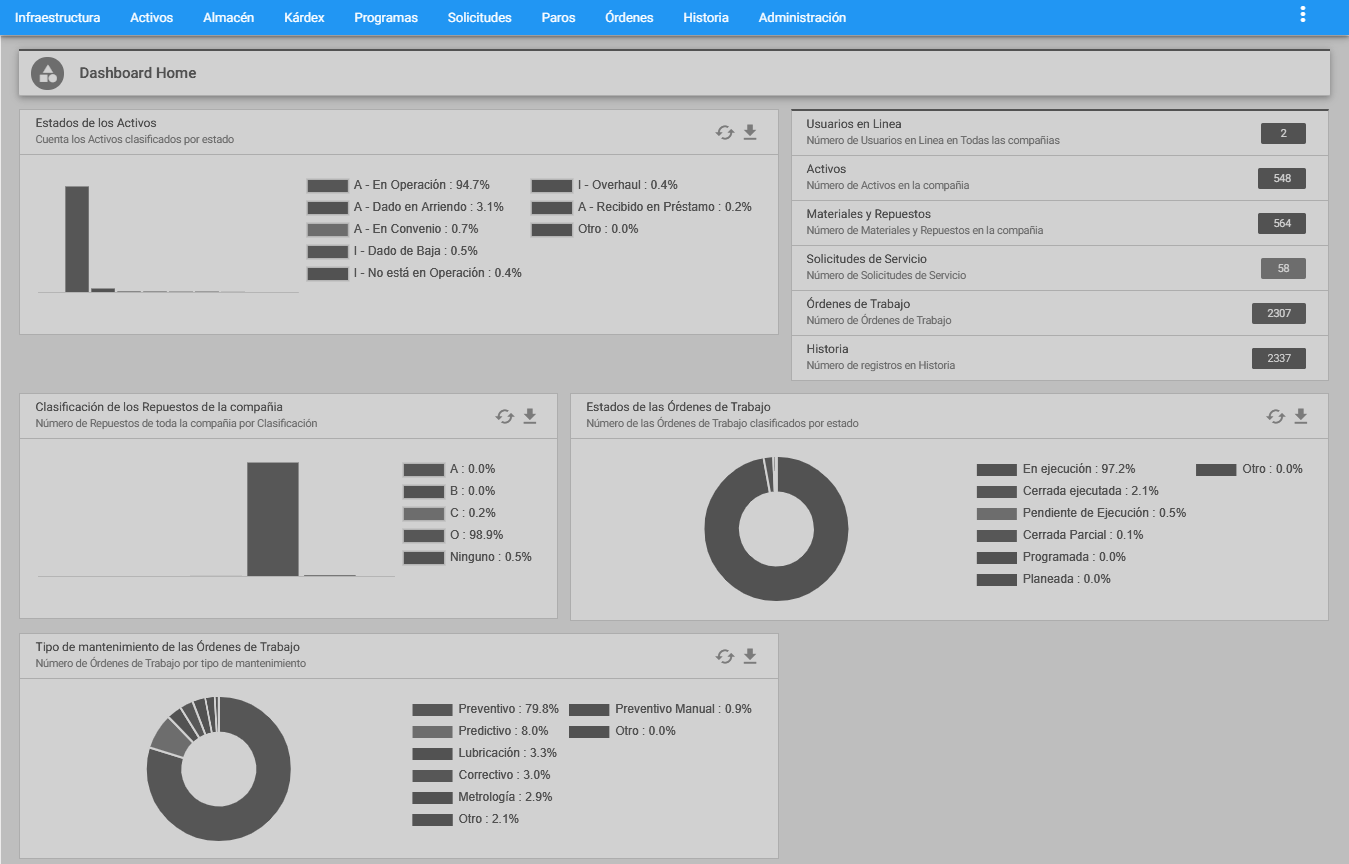 Infraestructura Activos Almacén Kárdex Programas Solicitudes Paros Órdenes Historia Administración
Dashboard Home
Estados de los Activos
Cuenta los Activos clasificados por estado
A - En Operación : 94.7%
A - Dado en Arriendo : 3.1%
A - En Convenio : 0.7%
I - Dado de Baja : 0.5%
I - No está en Operación : 0.4%
I - Overhaul : 0.4%
A - Recibido en Préstamo : 0.2%
Otro : 0.0%
Usuarios en Linea
Número de Usuarios en Linea en Todas las compañias
2
Activos
Número de Activos en la compañia
548
Materiales y Repuestos
Número de Materiales y Repuestos en la compañia
564
Solicitudes de Servicio
Número de Solicitudes de Servicio
58
Órdenes de Trabajo
Número de Órdenes de Trabajo
2307
Historia
Número de registros en Historia
2337
Clasificación de los Repuestos de la compañia
Número de Repuestos de toda la compañia por Clasificación
A : 0.0%
B : 0.0%
C : 0.2%
O : 98.9%
Ninguno : 0.5%
Estados de las Órdenes de Trabajo
Número de las Órdenes de Trabajo clasificados por estado
En ejecución : 97.2%
Cerrada ejecutada : 2.1%
Pendiente de Ejecución : 0.5%
Cerrada Parcial : 0.1%
Programada : 0.0%
Planeada : 0.0%
Otro : 0.0%
Tipo de mantenimiento de las Órdenes de Trabajo
Número de Órdenes de Trabajo por tipo de mantenimiento
Preventivo : 79.8%
Predictivo : 8.0%
Lubricación : 3.3%
Correctivo : 3.0%
Metrología : 2.9%
Otro : 2.1%
Preventivo Manual : 0.9%
Otro : 0.0%